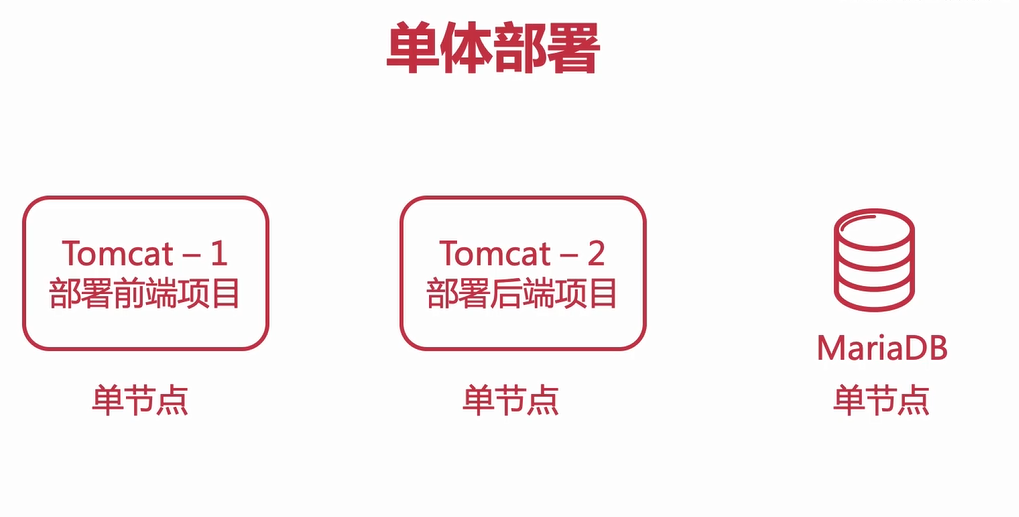 单体部署
Tomcat – 1
部署前端项目
单节点
Tomcat – 2
部署后端项目
单节点
MariaDB
单节点